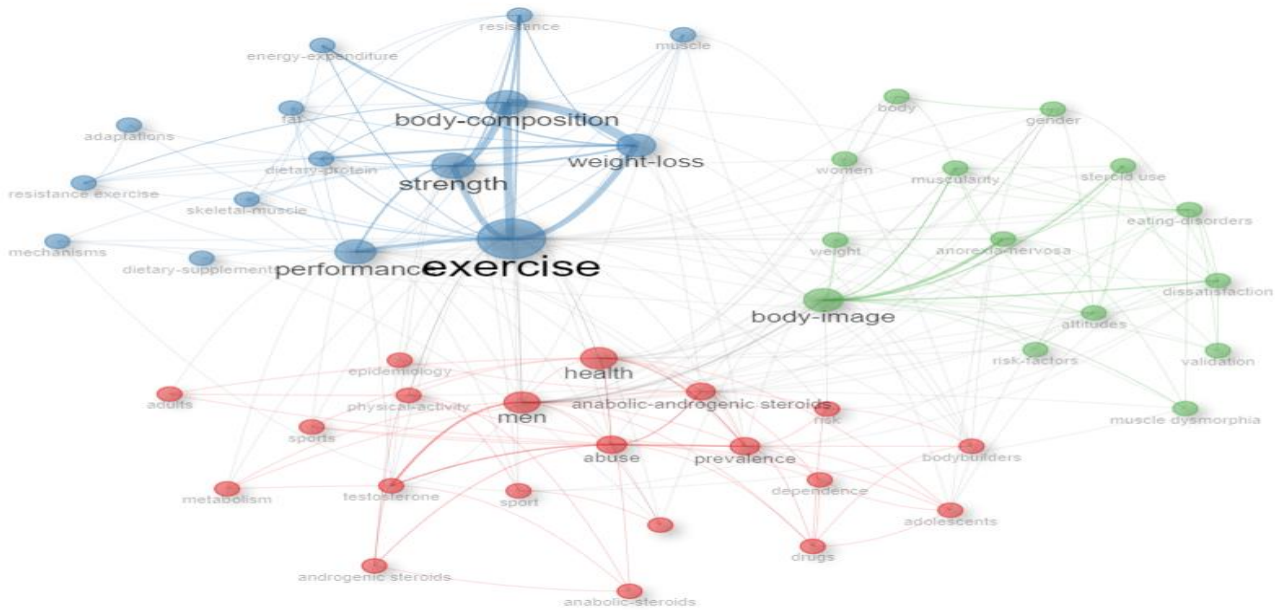 resistance
muscle
energy-expenditure
body-composition
fat
adaptations
weight-loss
dietary-protein
strength
resistance exercise
skeletal-muscle
mechanisms
dietary-supplement
performance
exercise
body
gender
women
muscularity
steroid use
eating-disorders
weight
anorexia-nervosa
dissatisfaction
body-image
attitudes
risk-factors
validation
muscle dysmorphia
epidemiology
health
adults
physical-activity
men
anabolic-androgenic steroids
risk
sports
abuse
prevalence
bodybuilders
metabolism
testosterone
sport
dependence
adolescents
drugs
androgenic steroids
anabolic-steroids